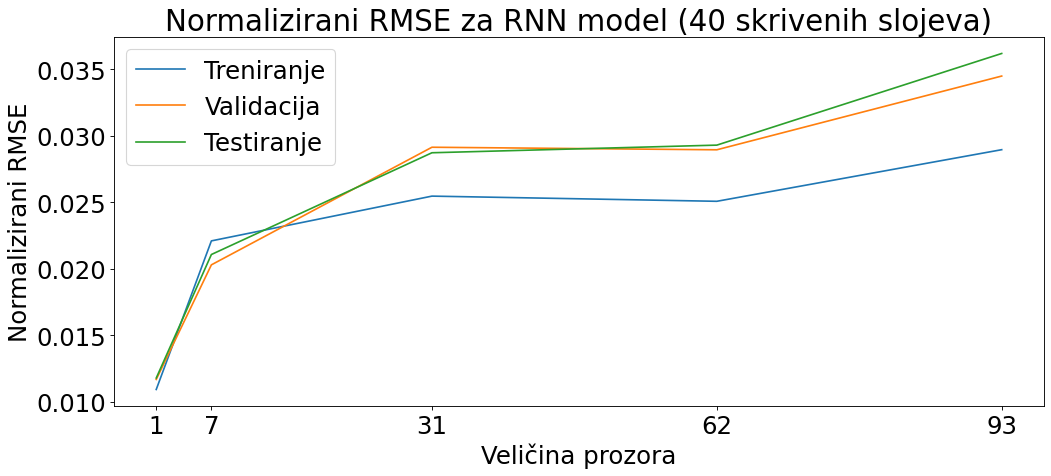 Normalizirani RMSE za RNN model (40 skrivenih slojeva)
Treniranje
Validacija
Testiranje
Normalizirani RMSE
0.035
0.030
0.025
0.020
0.015
0.010
1 7 31 62 93
Veličina prozora